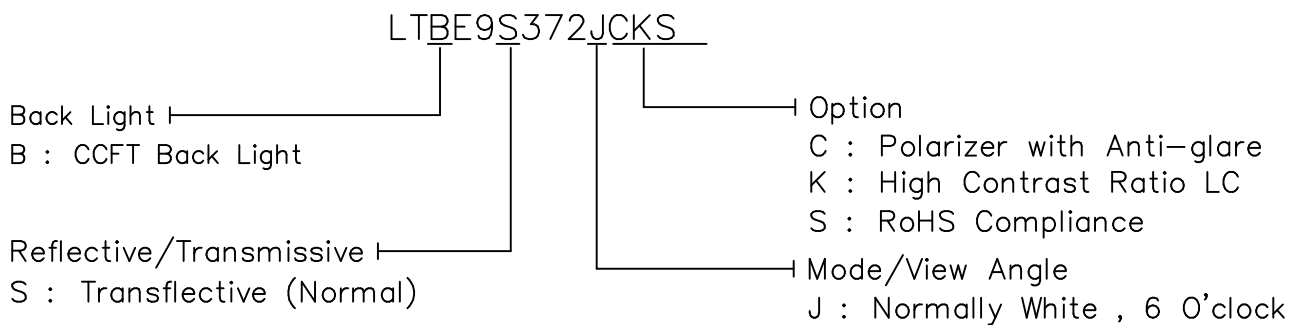 LTBE9S372JCKS
Back Light
B : CCFT Back Light
Reflective/Transmissive
S : Transflective (Normal)
Option
C : Polarizer with Anti-glare
K : High Contrast Ratio LC
S : RoHS Compliance
Mode/View Angle
J : Normally White , 6 O'clock